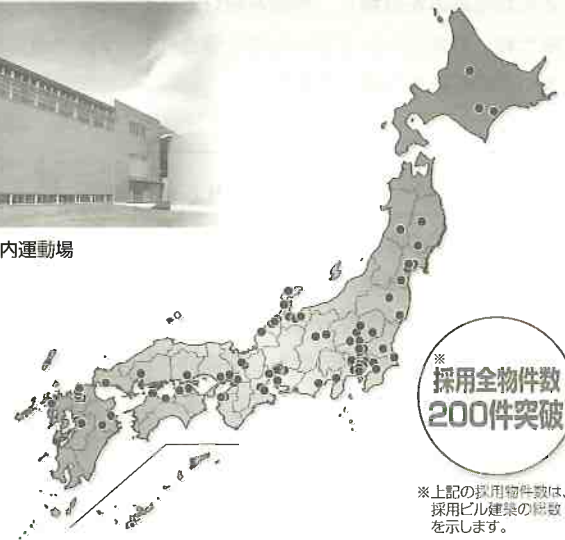 内運動場
※
採用全物件数
200件突破
※上記の採用物件数は、
採用ビル建築の総数
を示します。